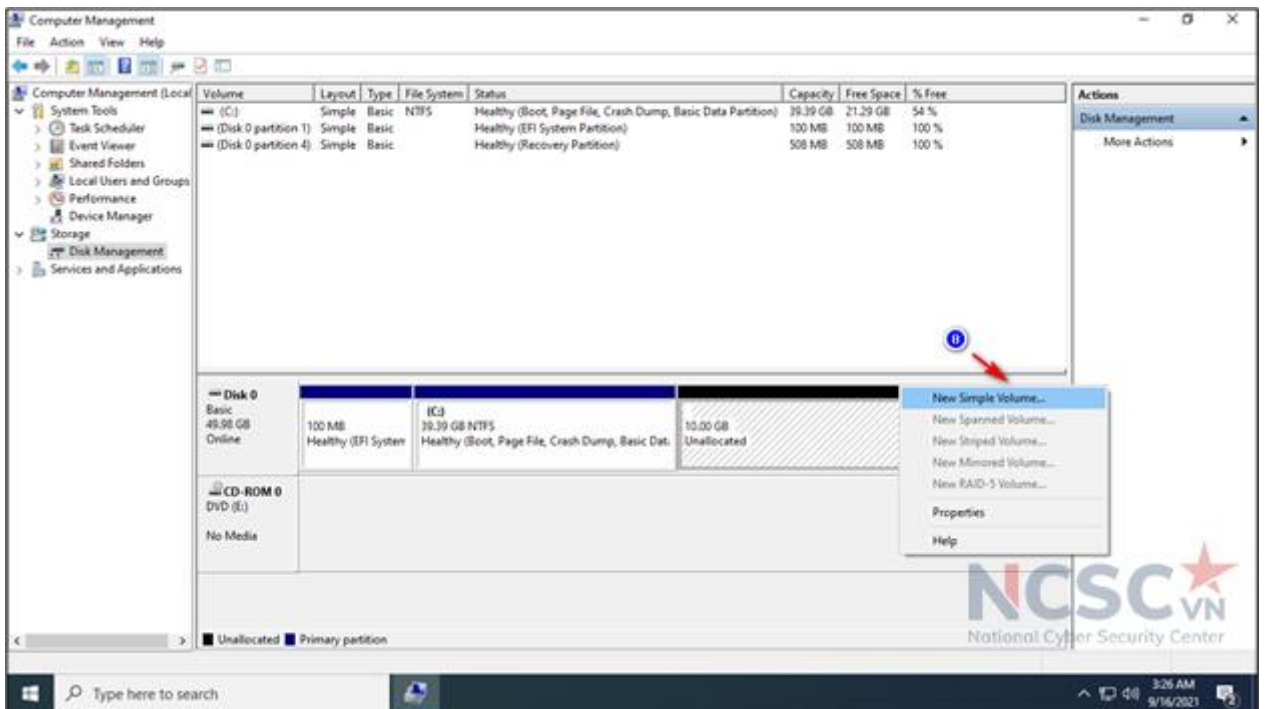 Computer Management
File Action View Help
Computer Management (Local
System Tools
Task Scheduler
Event Viewer
Shared Folders
Local Users and Groups
Performance
Device Manager
Storage
Disk Management
Services and Applications
Volume Layout Type File System Status Capacity Free Space % Free
(C:) Simple Basic NTFS Healthy (Boot, Page File, Crash Dump, Basic Data Partition) 39.39 GB 21.29 GB 54 %
(Disk 0 partition 1) Simple Basic Healthy (EFI System Partition) 100 MB 100 MB 100 %
(Disk 0 partition 4) Simple Basic Healthy (Recovery Partition) 508 MB 508 MB 100 %
Actions
Disk Management
More Actions
8
Disk 0
Basic
49.98 GB
Online
100 MB
Healthy (EFI System
(C:)
39.39 GB NTFS
Healthy (Boot, Page File, Crash Dump, Basic Dat
10.00 GB
Unallocated
New Simple Volume...
New Spanned Volume...
New Striped Volume...
New Mirrored Volume...
New RAID-5 Volume...
Properties
Help
CD-ROM 0
DVD (E:)
No Media
Unallocated Primary partition
NCSC VN
National Cyber Security Center
Type here to search
3:26 AM
9/16/2021
2